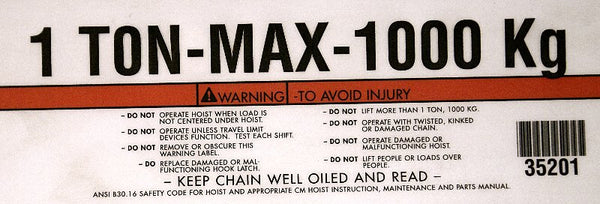 1 TON-MAX-1000 Kg
⚠WARNING -TO AVOID INJURY
- DO NOT OPERATE HOIST WHEN LOAD IS
NOT CENTERED UNDER HOIST.
- DO NOT OPERATE UNLESS TRAVEL LIMIT
DEVICES FUNCTION. TEST EACH SHIFT.
- DO NOT REMOVE OR OBSCURE THIS
WARNING LABEL.
- DO REPLACE DAMAGED OR MAL-
FUNCTIONING HOOK LATCH.
- DO NOT LIFT MORE THAN 1 TON, 1000 KG.
- DO NOT OPERATE WITH TWISTED, KINKED
OR DAMAGED CHAIN.
- DO NOT OPERATE DAMAGED OR
MALFUNCTIONING HOIST.
- DO NOT LIFT PEOPLE OR LOADS OVER
PEOPLE.
35201
- KEEP CHAIN WELL OILED AND READ -
ANSI B30.16 SAFETY CODE FOR HOIST AND APPROPRIATE CM HOIST INSTRUCTION, MAINTENANCE AND PARTS MANUAL.